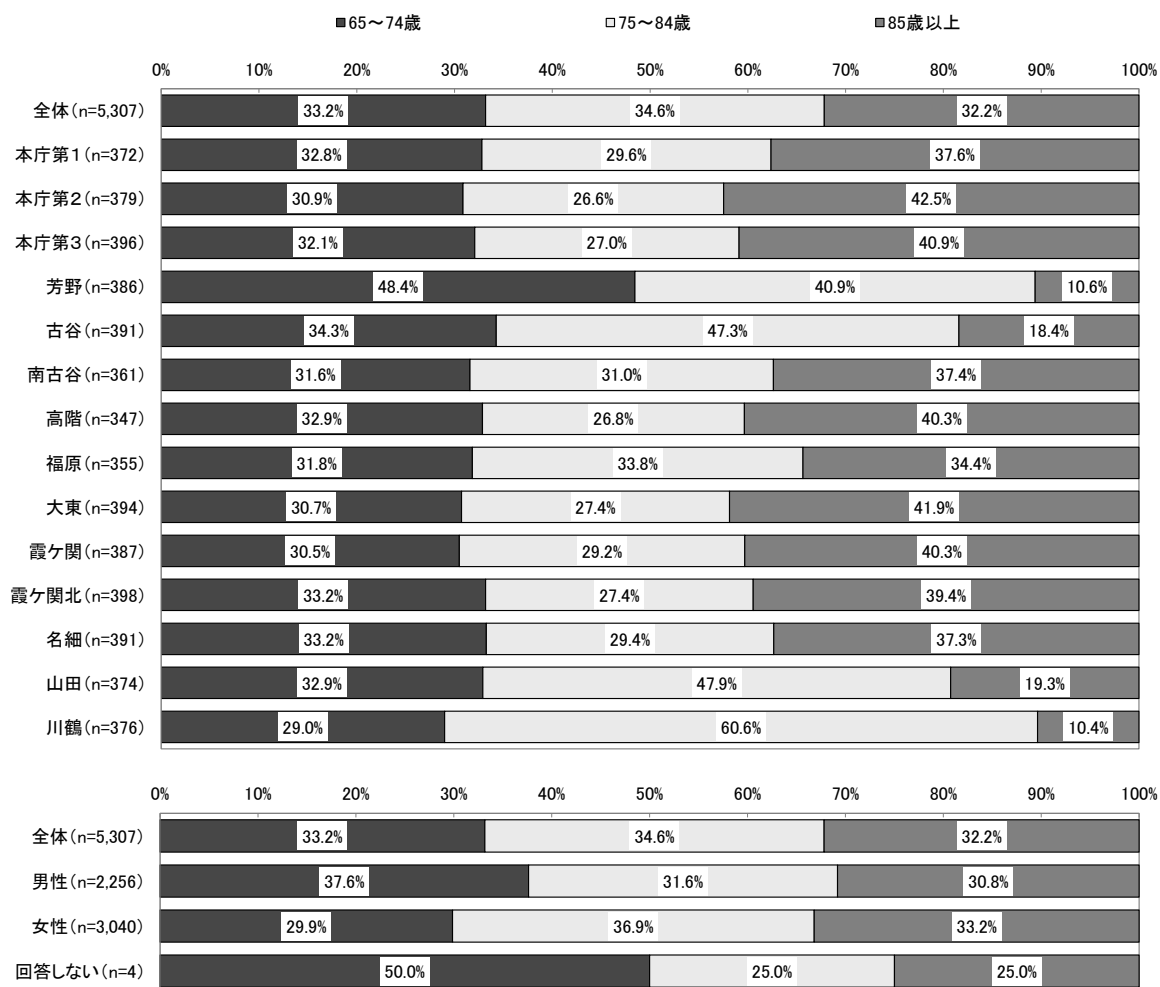 ■65～74歳 □75～84歳 ■85歳以上
0% 10% 20% 30% 40% 50% 60% 70% 80% 90% 100%
全体(n=5,307) 33.2% 34.6% 32.2%
本庁第1(n=372) 32.8% 29.6% 37.6%
本庁第2(n=379) 30.9% 26.6% 42.5%
本庁第3(n=396) 32.1% 27.0% 40.9%
芳野(n=386) 48.4% 40.9% 10.6%
古谷(n=391) 34.3% 47.3% 18.4%
南古谷(n=361) 31.6% 31.0% 37.4%
高階(n=347) 32.9% 26.8% 40.3%
福原(n=355) 31.8% 33.8% 34.4%
大東(n=394) 30.7% 27.4% 41.9%
霞ケ関(n=387) 30.5% 29.2% 40.3%
霞ケ関北(n=398) 33.2% 27.4% 39.4%
名細(n=391) 33.2% 29.4% 37.3%
山田(n=374) 32.9% 47.9% 19.3%
川鶴(n=376) 29.0% 60.6% 10.4%
0% 10% 20% 30% 40% 50% 60% 70% 80% 90% 100%
全体(n=5,307) 33.2% 34.6% 32.2%
男性(n=2,256) 37.6% 31.6% 30.8%
女性(n=3,040) 29.9% 36.9% 33.2%
回答しない(n=4) 50.0% 25.0% 25.0%